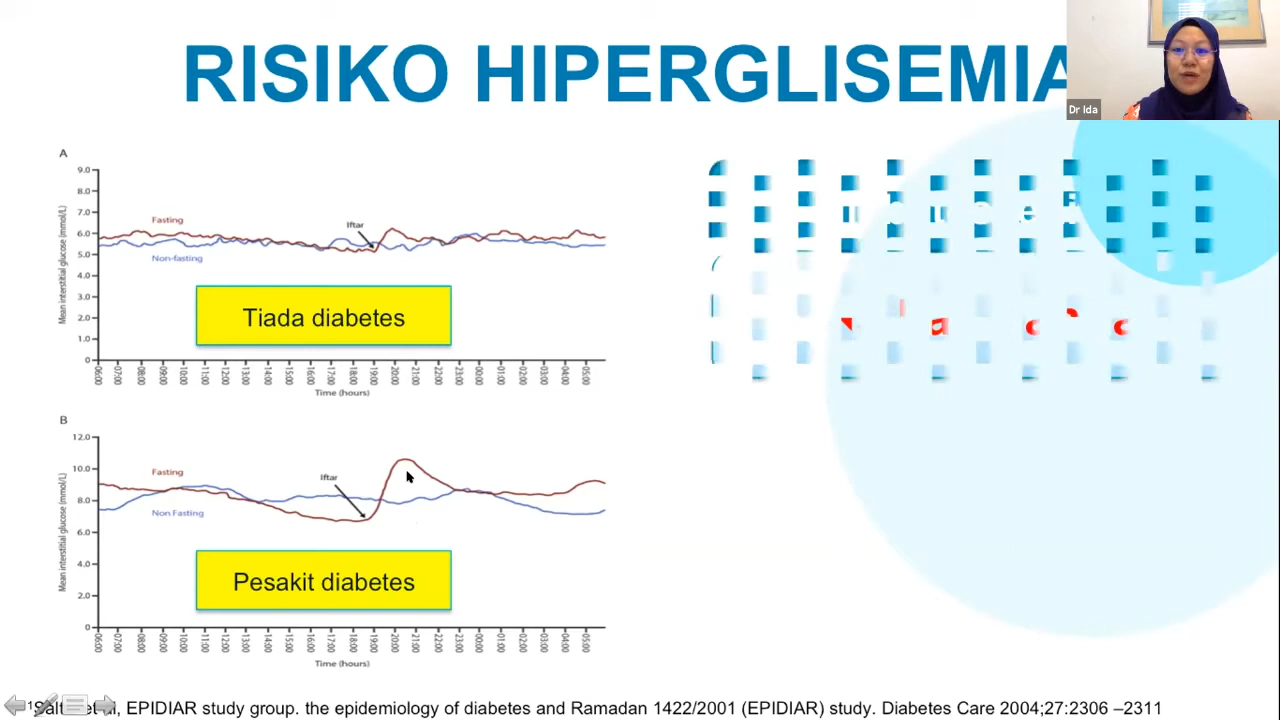 RISIKO HIPERGLISEMIA
Dr Ida
A
9.0
8.0
7.0
6.0
5.0
4.0
3.0
2.0
1.0
0
Mean interstitial glucose (mmol/L)
Fasting
Non-fasting
Iftar
Tiada diabetes
06:00 07:00 08:00 09:00 10:00 11:00 12:00 13:00 14:00 15:00 16:00 17:00 18:00 19:00 20:00 21:00 22:00 23:00 00:00 01:00 02:00 03:00 04:00 05:00
Time (hours)
B
12.0
10.0
8.0
6.0
4.0
2.0
0
Mean interstitial glucose (mmol/L)
Fasting
Non Fasting
Iftar
Pesakit diabetes
06:00 07:00 08:00 09:00 10:00 11:00 12:00 13:00 14:00 15:00 16:00 17:00 18:00 19:00 20:00 21:00 22:00 23:00 00:00 01:00 02:00 03:00 04:00 05:00
Time (hours)
al, EPIDIAR study group. the epidemiology of diabetes and Ramadan 1422/2001 (EPIDIAR) study. Diabetes Care 2004;27:2306 –2311